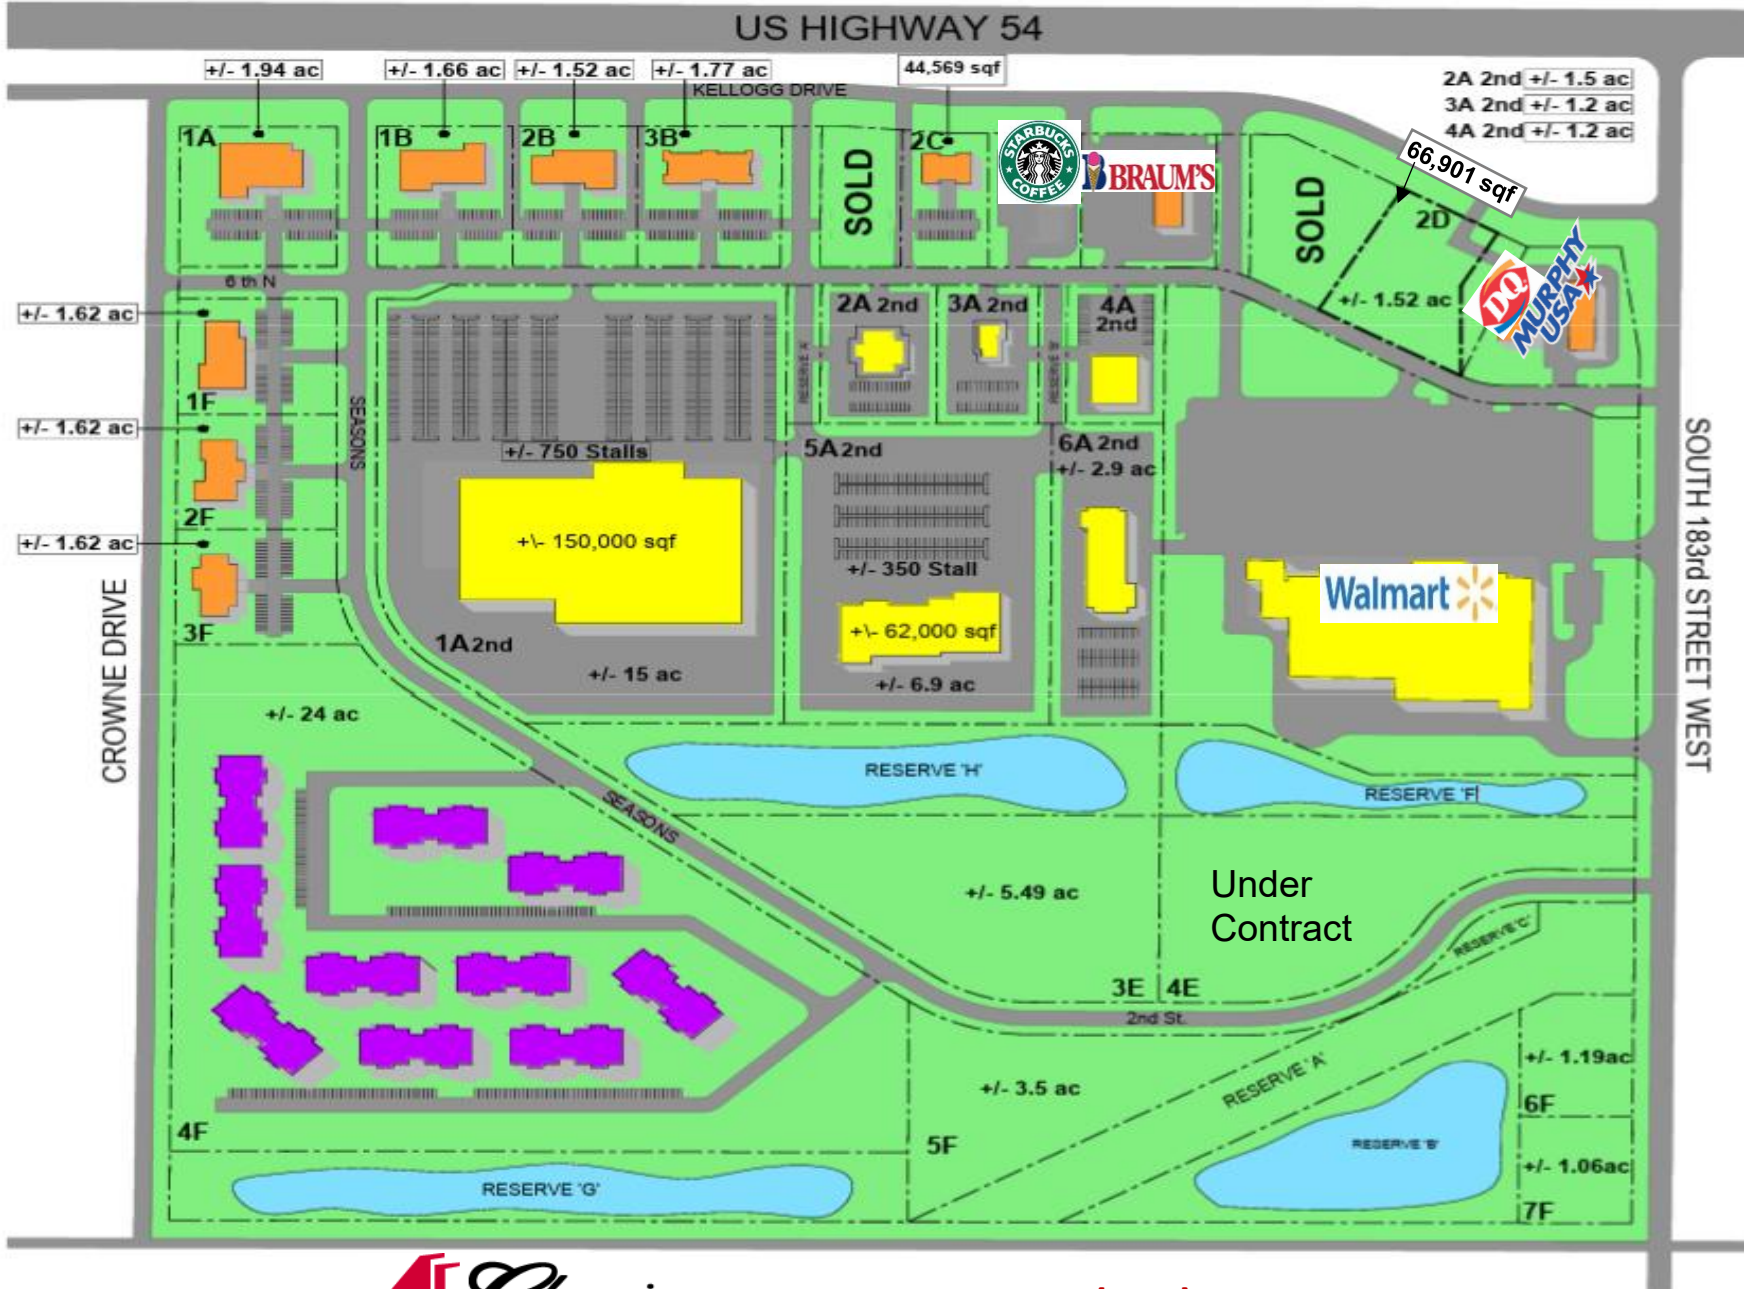 US HIGHWAY 54
+/- 1.94 ac
+/- 1.66 ac
+/- 1.52 ac
+/- 1.77 ac
44,569 sqf
KELLOGG DRIVE
2A 2nd +/- 1.5 ac
3A 2nd +/- 1.2 ac
4A 2nd +/- 1.2 ac
66,901 sqf
1A
1B
2B
3B
SOLD
2C
STARBUCKS
COFFEE
BRAUM'S
SOLD
2D
+/- 1.52 ac
DQ
MURPHY
USA
6 th N
+/- 1.62 ac
1F
+/- 1.62 ac
2F
+/- 1.62 ac
3F
SEASONS
CROWNE DRIVE
RESERVE 'A'
2A 2nd
3A 2nd
RESERVE 'B'
4A
2nd
+/- 750 Stalls
+\- 150,000 sqf
1A 2nd
+/- 15 ac
5A 2nd
+/- 350 Stall
+\- 62,000 sqf
+/- 6.9 ac
6A 2nd
+/- 2.9 ac
Walmart
SOUTH 183rd STREET WEST
+/- 24 ac
RESERVE 'H'
RESERVE 'F'
SEASONS
+/- 5.49 ac
Under
Contract
RESERVE 'C'
3E
4E
2nd St.
+/- 3.5 ac
RESERVE 'A'
+/- 1.19ac
6F
4F
5F
RESERVE 'B'
+/- 1.06ac
7F
RESERVE 'G'